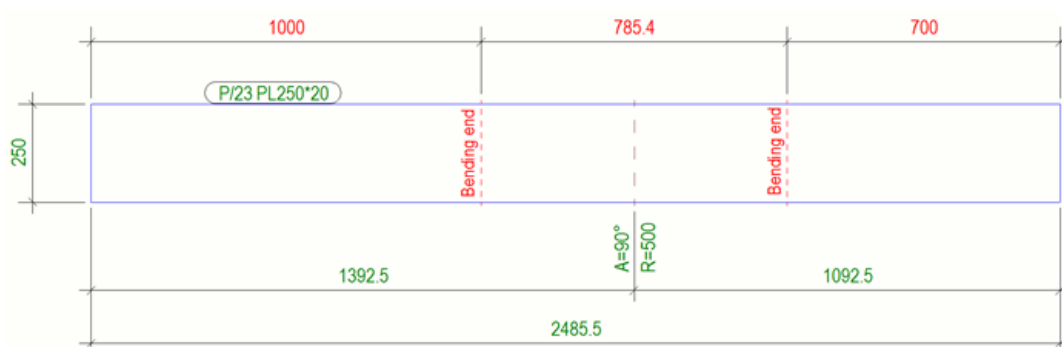 1000
785.4
700
P/23 PL250*20
250
Bending end
Bending end
A=90°
R=500
1392.5
1092.5
2485.5